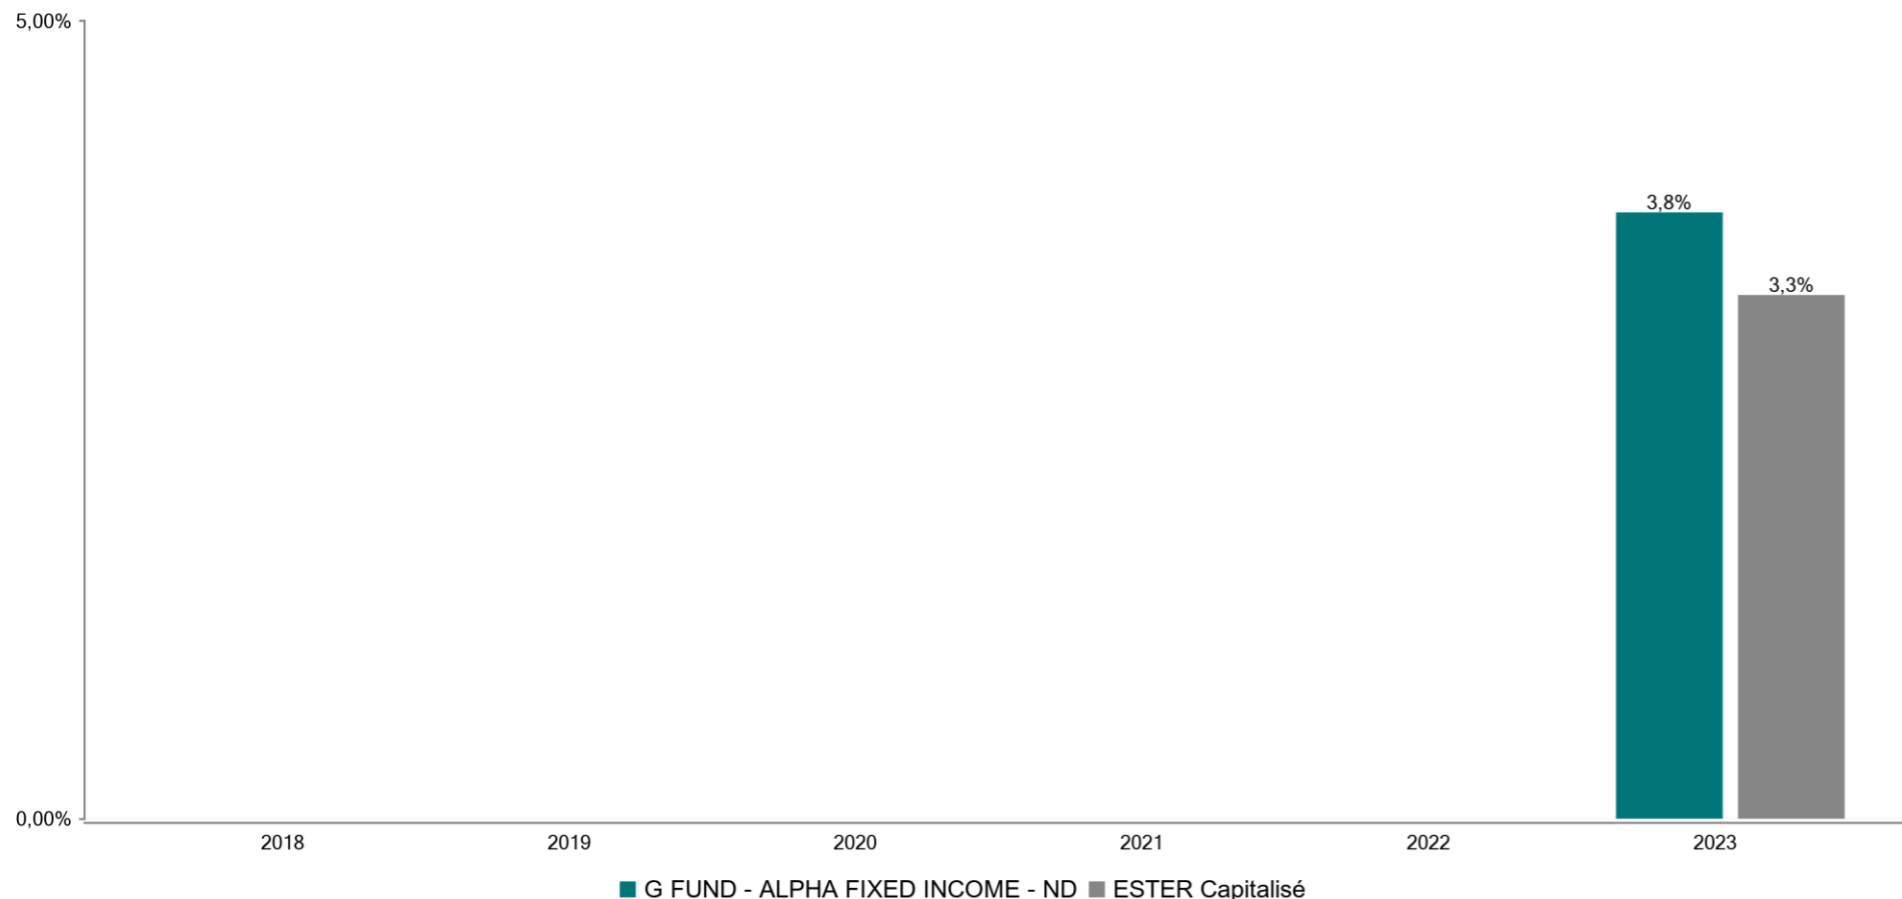 5,00%
3,8%
3,3%
0,00%
2018 2019 2020 2021 2022 2023
G FUND - ALPHA FIXED INCOME - ND ESTER Capitalisé